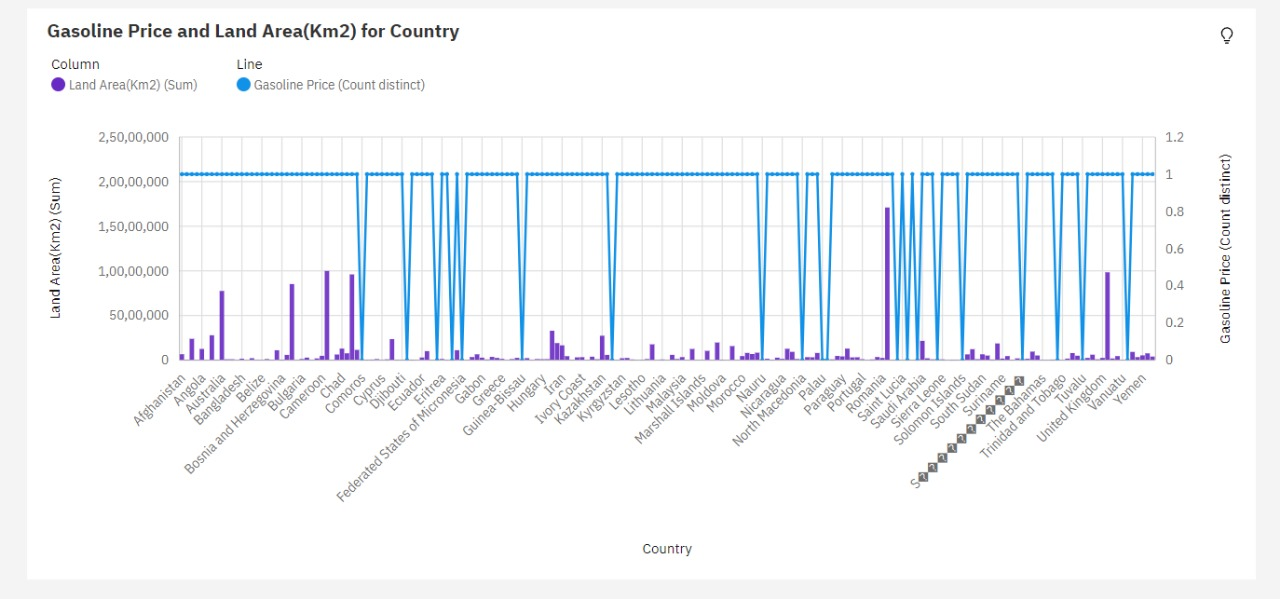 Gasoline Price and Land Area(Km2) for Country
Column
Line
Land Area(Km2) (Sum)
Gasoline Price (Count distinct)
Land Area(Km2) (Sum)
2,50,00,000
2,00,00,000
1,50,00,000
1,00,00,000
50,00,000
0
1.2
1
0.8
0.6
0.4
0.2
0
Gasoline Price (Count distinct)
Afghanistan
Angola
Australia
Bangladesh
Belize
Bosnia and Herzegovina
Bulgaria
Cameroon
Chad
Comoros
Cyprus
Djibouti
Ecuador
Eritrea
Federated States of Micronesia
Gabon
Greece
Guinea-Bissau
Hungary
Iran
Ivory Coast
Kazakhstan
Kyrgyzstan
Lesotho
Lithuania
Malaysia
Marshall Islands
Moldova
Morocco
Nauru
Nicaragua
North Macedonia
Palau
Paraguay
Portugal
Romania
Saint Lucia
Saudi Arabia
Sierra Leone
Solomon Islands
South Sudan
Suriname
S�����������
The Bahamas
Trinidad and Tobago
Tuvalu
United Kingdom
Vanuatu
Yemen
Country